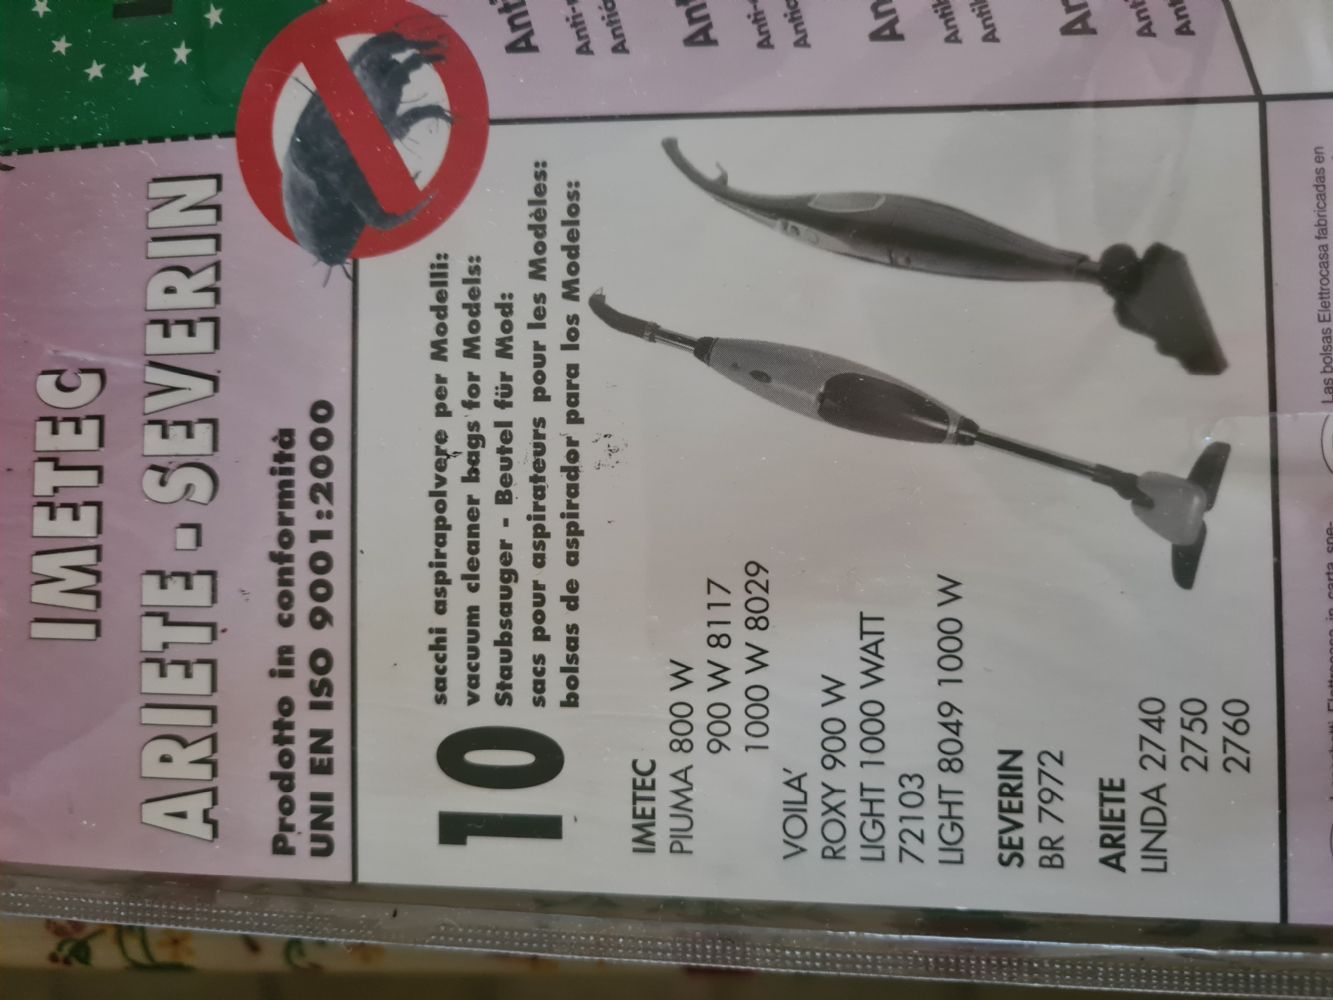 IMETEC
ARIETE - SEVERIN
Prodotto in conformità
UNI EN ISO 9001:2000
10
sacchi aspirapolvere per Modelli:
vacuum cleaner bags for Models:
Staubsauger - Beutel für Mod:
sacs pour aspirateurs pour les Modèles:
bolsas de aspirador para los Modelos:
IMETEC
PIUMA 800 W
900 W 8117
1000 W 8029
VOILA'
ROXY 900 W
LIGHT 1000 WATT
72103
LIGHT 8049 1000 W
SEVERIN
BR 7972
ARIETE
LINDA 2740
2750
2760
Las bolsas Elettrocasa fabricadas en